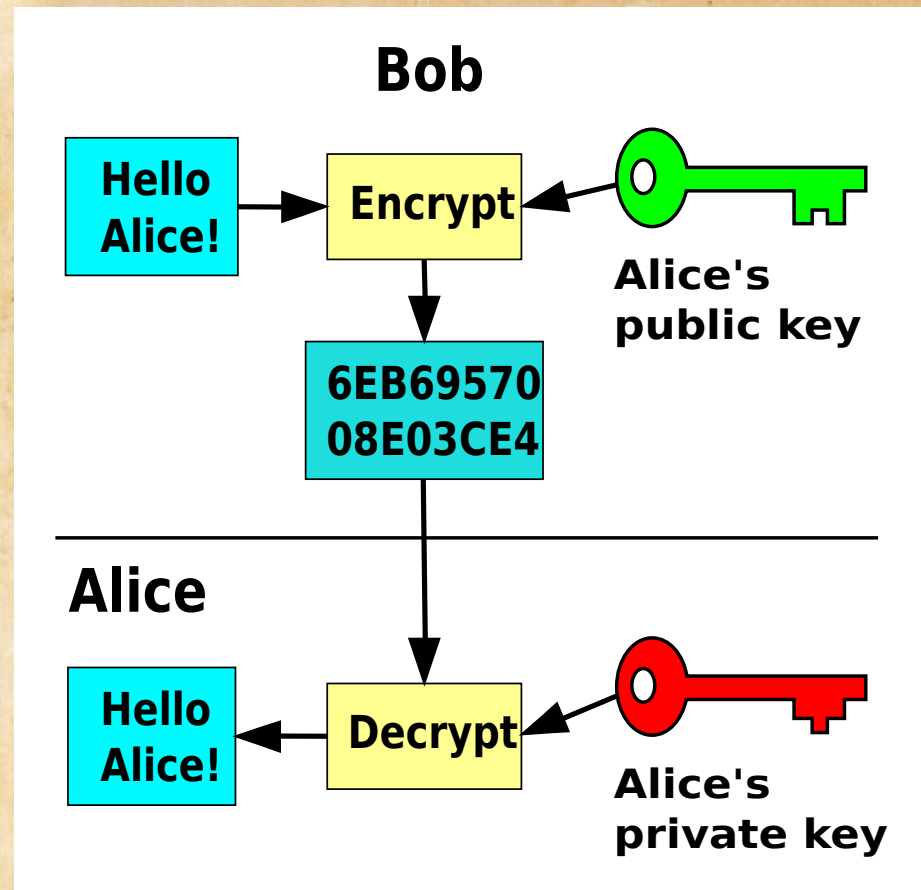 Bob
Hello
Alice!
Encrypt
Alice's
public key
6EB69570
08E03CE4
Alice
Hello
Alice!
Decrypt
Alice's
private key